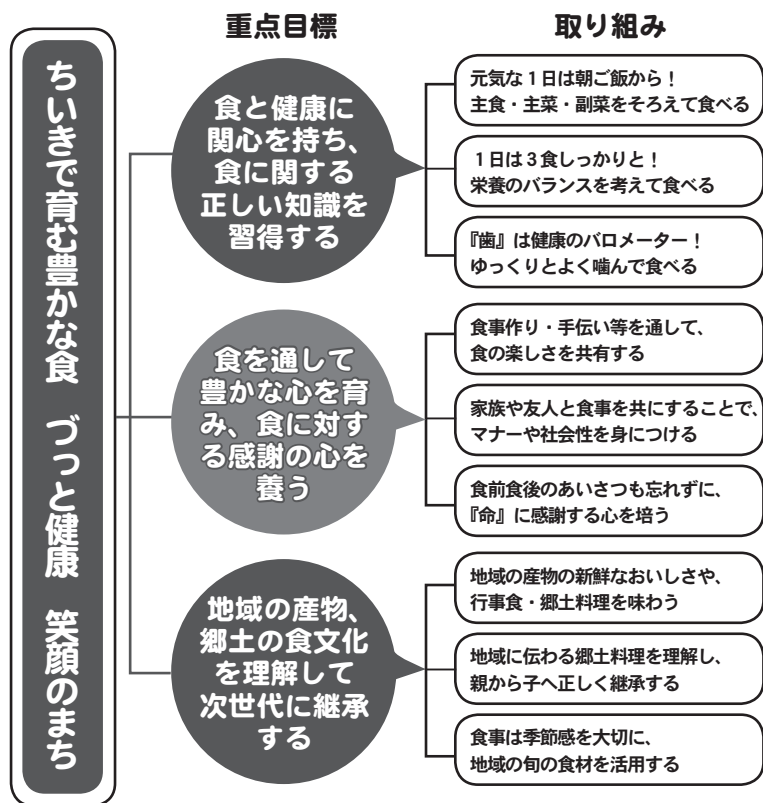 重点目標
取り組み
ちいきで育む豊かな食　づっと健康　笑顔のまち
食と健康に
関心を持ち、
食に関する
正しい知識を
習得する
元気な１日は朝ご飯から！
主食・主菜・副菜をそろえて食べる
１日は３食しっかりと！
栄養のバランスを考えて食べる
『歯』は健康のバロメーター！
ゆっくりとよく噛んで食べる
食を通して
豊かな心を育
み、食に対す
る感謝の心を
養う
食事作り・手伝い等を通して、
食の楽しさを共有する
家族や友人と食事を共にすることで、
マナーや社会性を身につける
食前食後のあいさつも忘れずに、
『命』に感謝する心を培う
地域の産物、
郷土の食文化
を理解して
次世代に継承
する
地域の産物の新鮮なおいしさや、
行事食・郷土料理を味わう
地域に伝わる郷土料理を理解し、
親から子へ正しく継承する
食事は季節感を大切に、
地域の旬の食材を活用する